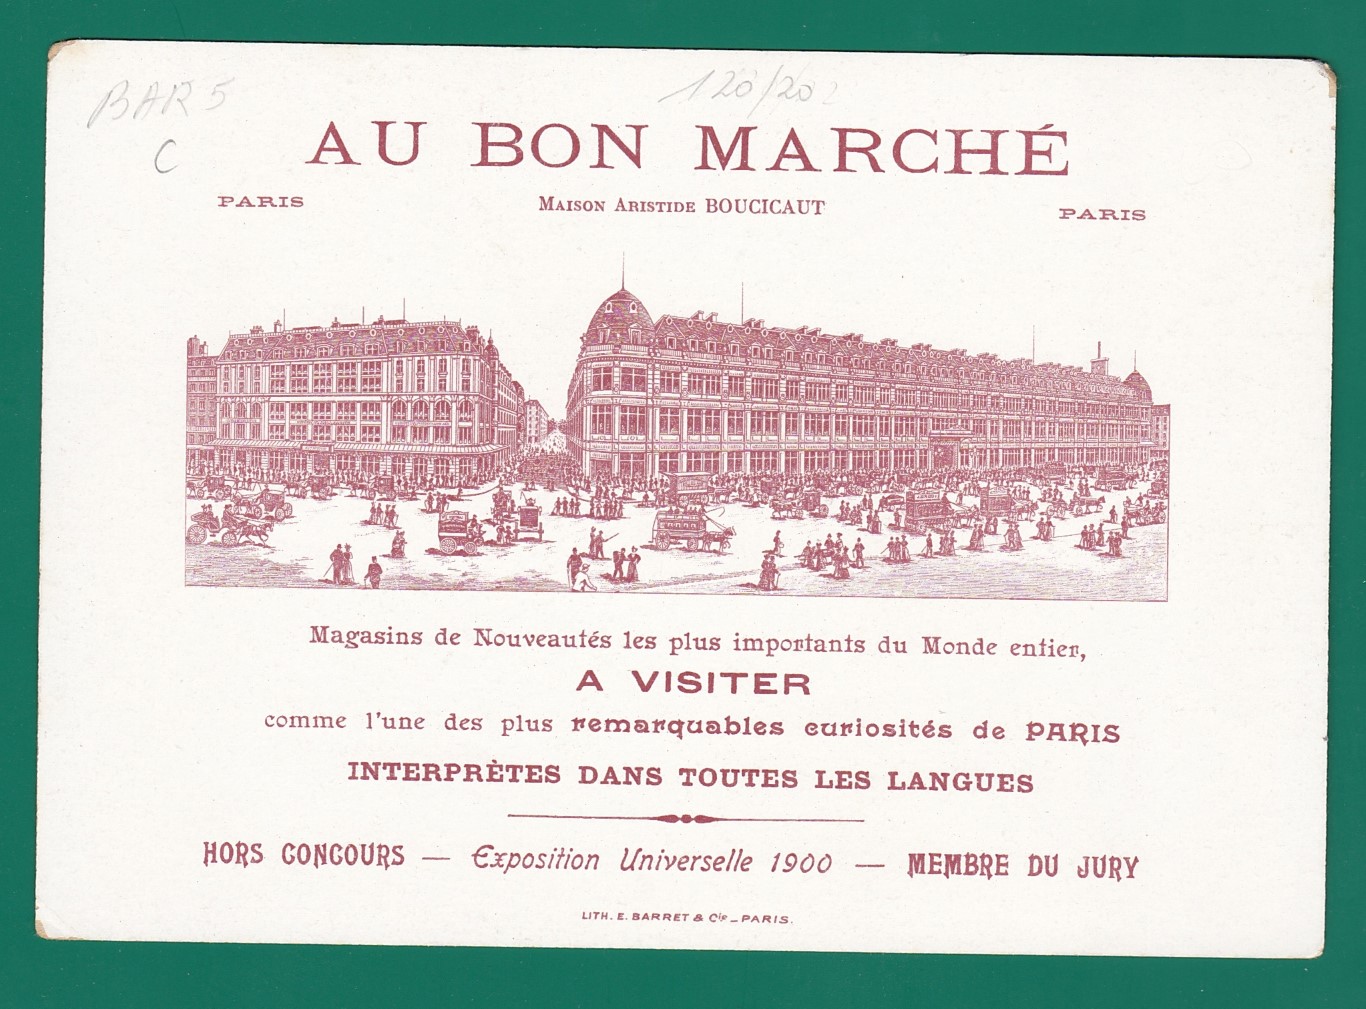 BAR 5
C
120/202
AU BON MARCHÉ
PARIS
MAISON ARISTIDE BOUCICAUT
PARIS
Magasins de Nouveautés les plus importants du Monde entier,
A VISITER
comme l'une des plus remarquables curiosités de PARIS
INTERPRÈTES DANS TOUTES LES LANGUES
HORS CONCOURS — Exposition Universelle 1900 — MEMBRE DU JURY
LITH. E. BARRET & Cie _ PARIS.